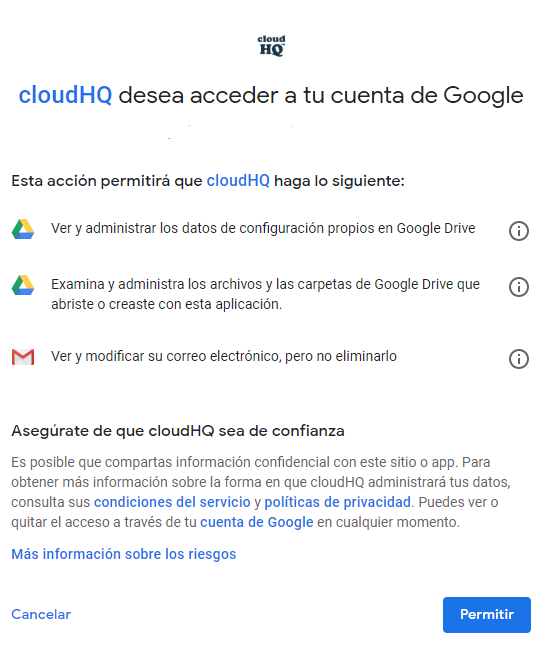 cloud
HQ
cloudHQ desea acceder a tu cuenta de Google
Esta acción permitirá que cloudHQ haga lo siguiente:
Ver y administrar los datos de configuración propios en Google Drive
Examina y administra los archivos y las carpetas de Google Drive que
abriste o creaste con esta aplicación.
Ver y modificar su correo electrónico, pero no eliminarlo
Asegúrate de que cloudHQ sea de confianza
Es posible que compartas información confidencial con este sitio o app. Para
obtener más información sobre la forma en que cloudHQ administrará tus datos,
consulta sus condiciones del servicio y políticas de privacidad. Puedes ver o
quitar el acceso a través de tu cuenta de Google en cualquier momento.
Más información sobre los riesgos
Cancelar
Permitir